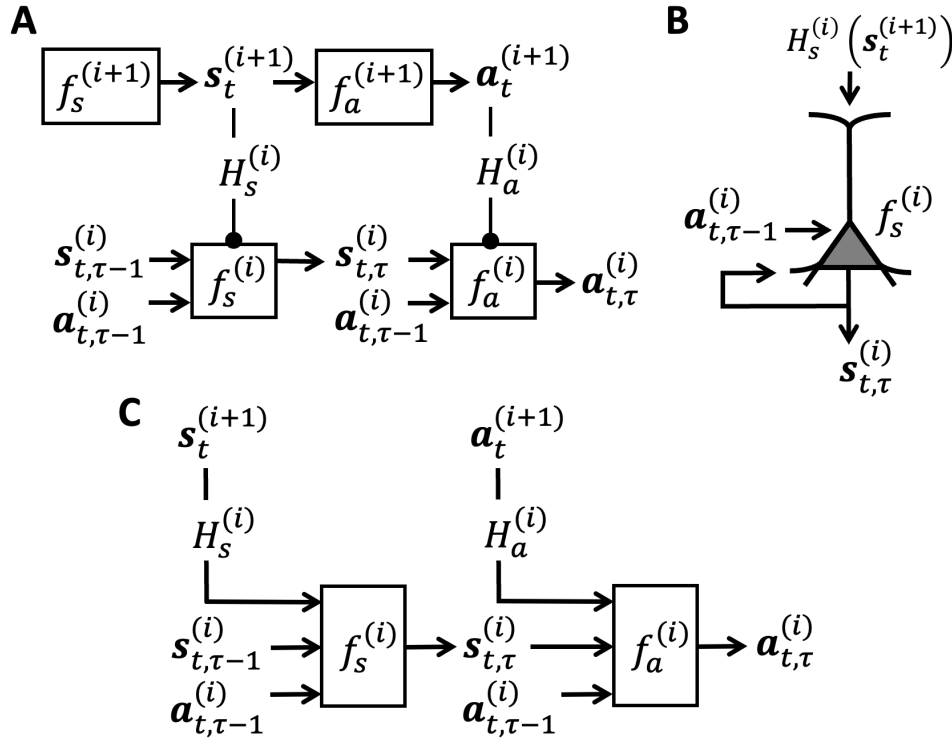 A
f_s^{(i+1)} s_t^{(i+1)} f_a^{(i+1)} a_t^{(i+1)}
H_s^{(i)} H_a^{(i)}
s_{t,τ−1}^{(i)} f_s^{(i)} s_{t,τ}^{(i)} f_a^{(i)} a_{t,τ}^{(i)}
a_{t,τ−1}^{(i)} a_{t,τ−1}^{(i)}
B
H_s^{(i)} (s_t^{(i+1)})
a_{t,τ−1}^{(i)} f_s^{(i)}
s_{t,τ}^{(i)}
C
s_t^{(i+1)} a_t^{(i+1)}
H_s^{(i)} H_a^{(i)}
s_{t,τ−1}^{(i)} f_s^{(i)} s_{t,τ}^{(i)} f_a^{(i)} a_{t,τ}^{(i)}
a_{t,τ−1}^{(i)} a_{t,τ−1}^{(i)}